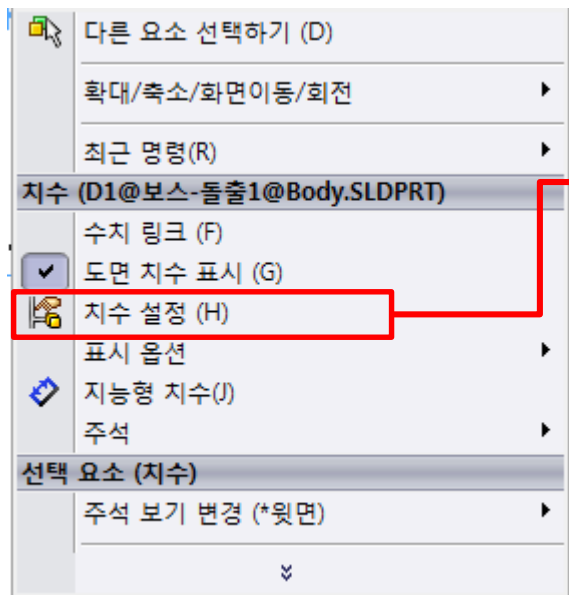 다른 요소 선택하기 (D)
확대/축소/화면이동/회전
최근 명령(R)
치수 (D1@보스-돌출1@Body.SLDPRT)
수치 링크 (F)
도면 치수 표시 (G)
치수 설정 (H)
표시 옵션
지능형 치수(J)
주석
선택 요소 (치수)
주석 보기 변경 (*윗면)